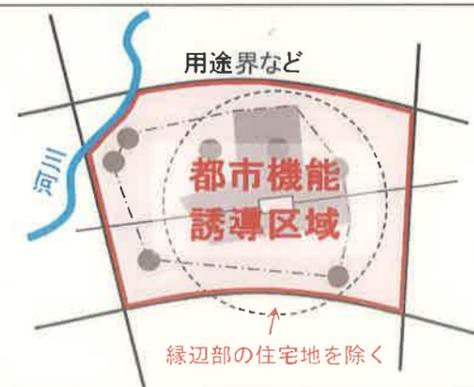 用途界など
河川
都市機能
誘導区域
縁辺部の住宅地を除く